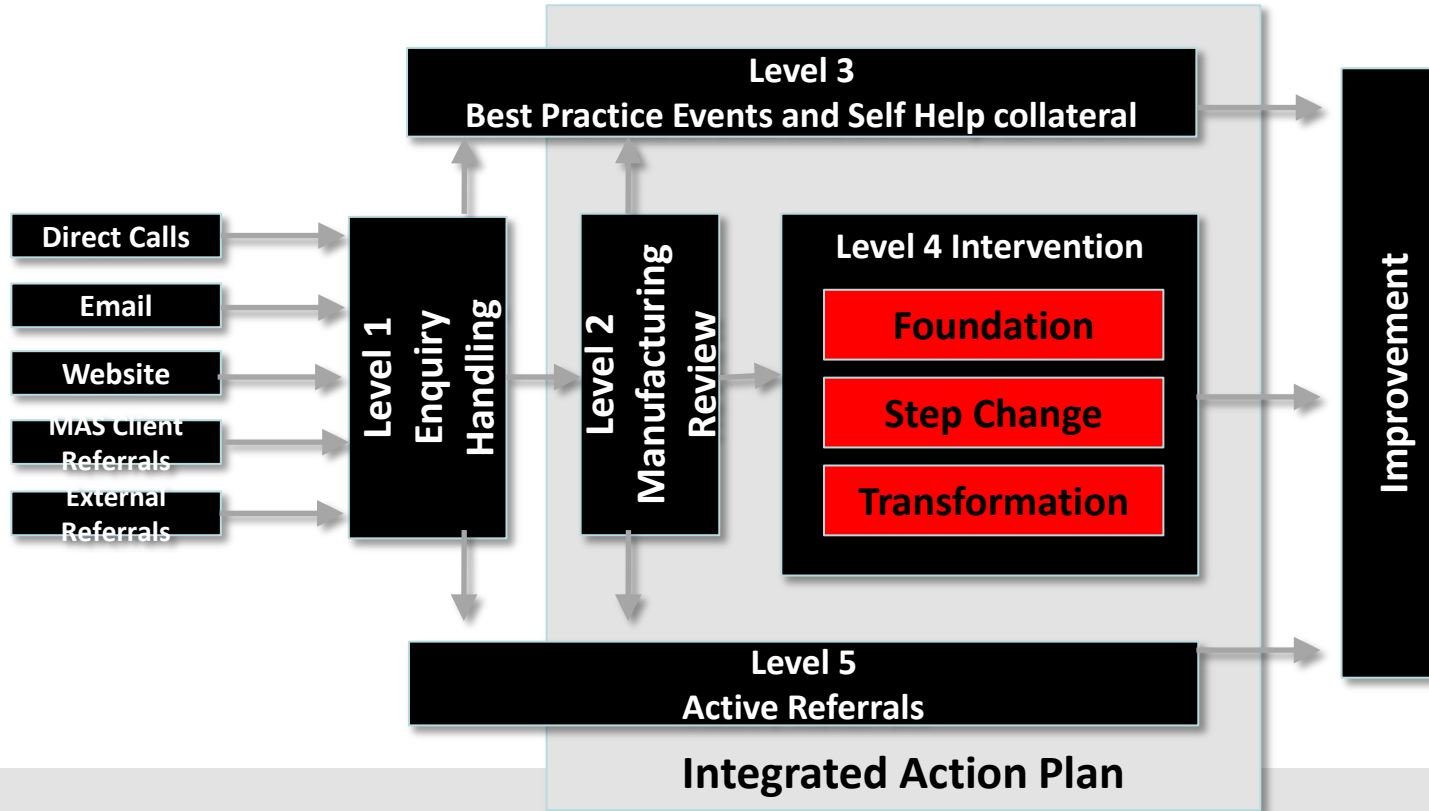 Level 3
Best Practice Events and Self Help collateral
Direct Calls
Email
Website
MAS Client
Referrals
External
Referrals
Level 1
Enquiry
Handling
Level 2
Manufacturing
Review
Level 4 Intervention
Foundation
Step Change
Transformation
Improvement
Level 5
Active Referrals
Integrated Action Plan